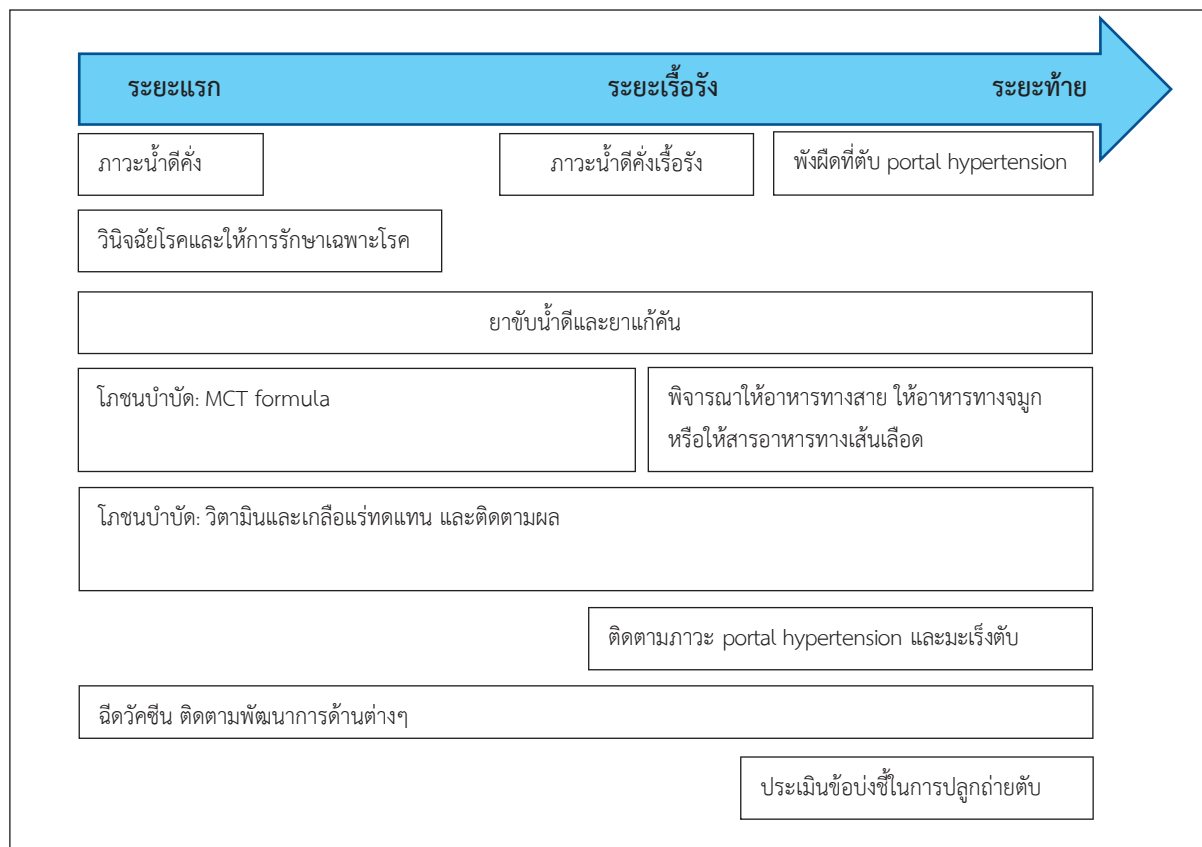 ระยะแรก ระยะเรื้อรัง ระยะท้าย
ภาวะน้ำดีคั่ง ภาวะน้ำดีคั่งเรื้อรัง พังผืดที่ตับ portal hypertension
วินิจฉัยโรคและให้การรักษาเฉพาะโรค
ยาขับน้ำดีและยาแก้คัน
โภชนบำบัด: MCT formula
พิจารณาให้อาหารทางสาย ให้อาหารทางจมูก
หรือให้สารอาหารทางเส้นเลือด
โภชนบำบัด: วิตามินและเกลือแร่ทดแทน และติดตามผล
ติดตามภาวะ portal hypertension และมะเร็งตับ
ฉีดวัคซีน ติดตามพัฒนาการด้านต่างๆ
ประเมินข้อบ่งชี้ในการปลูกถ่ายตับ